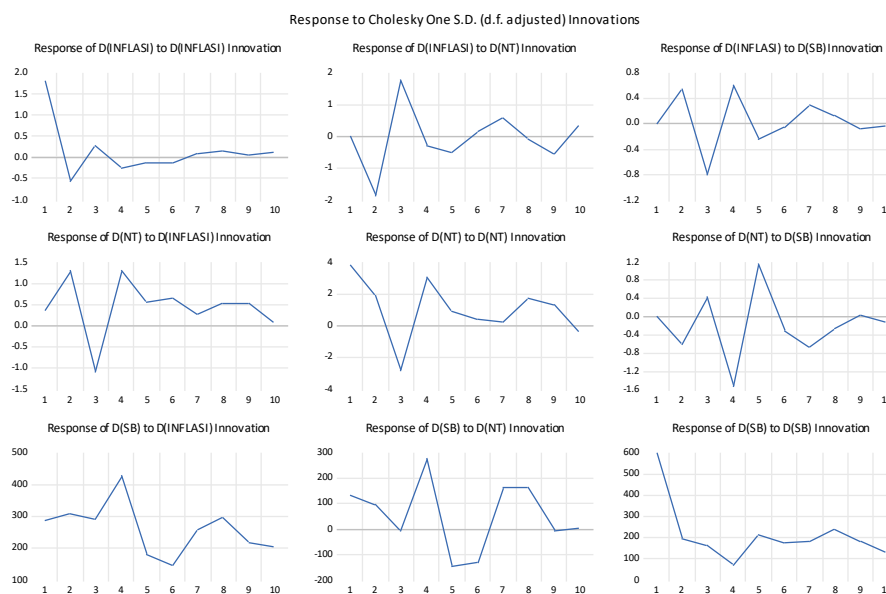 Response to Cholesky One S.D. (d.f. adjusted) Innovations
Response of D(INFLASI) to D(INFLASI) Innovation
2.0
1.5
1.0
0.5
0.0
-0.5
-1.0
1 2 3 4 5 6 7 8 9 10
Response of D(INFLASI) to D(NT) Innovation
2
1
0
-1
-2
1 2 3 4 5 6 7 8 9 10
Response of D(INFLASI) to D(SB) Innovation
0.8
0.4
0.0
-0.4
-0.8
-1.2
1 2 3 4 5 6 7 8 9 1
Response of D(NT) to D(INFLASI) Innovation
1.5
1.0
0.5
0.0
-0.5
-1.0
-1.5
1 2 3 4 5 6 7 8 9 10
Response of D(NT) to D(NT) Innovation
4
2
0
-2
-4
1 2 3 4 5 6 7 8 9 10
Response of D(NT) to D(SB) Innovation
1.2
0.8
0.4
0.0
-0.4
-0.8
-1.2
-1.6
1 2 3 4 5 6 7 8 9 1
Response of D(SB) to D(INFLASI) Innovation
500
400
300
200
100
1 2 3 4 5 6 7 8 9 10
Response of D(SB) to D(NT) Innovation
300
200
100
0
-100
-200
1 2 3 4 5 6 7 8 9 10
Response of D(SB) to D(SB) Innovation
600
500
400
300
200
100
0
1 2 3 4 5 6 7 8 9 1